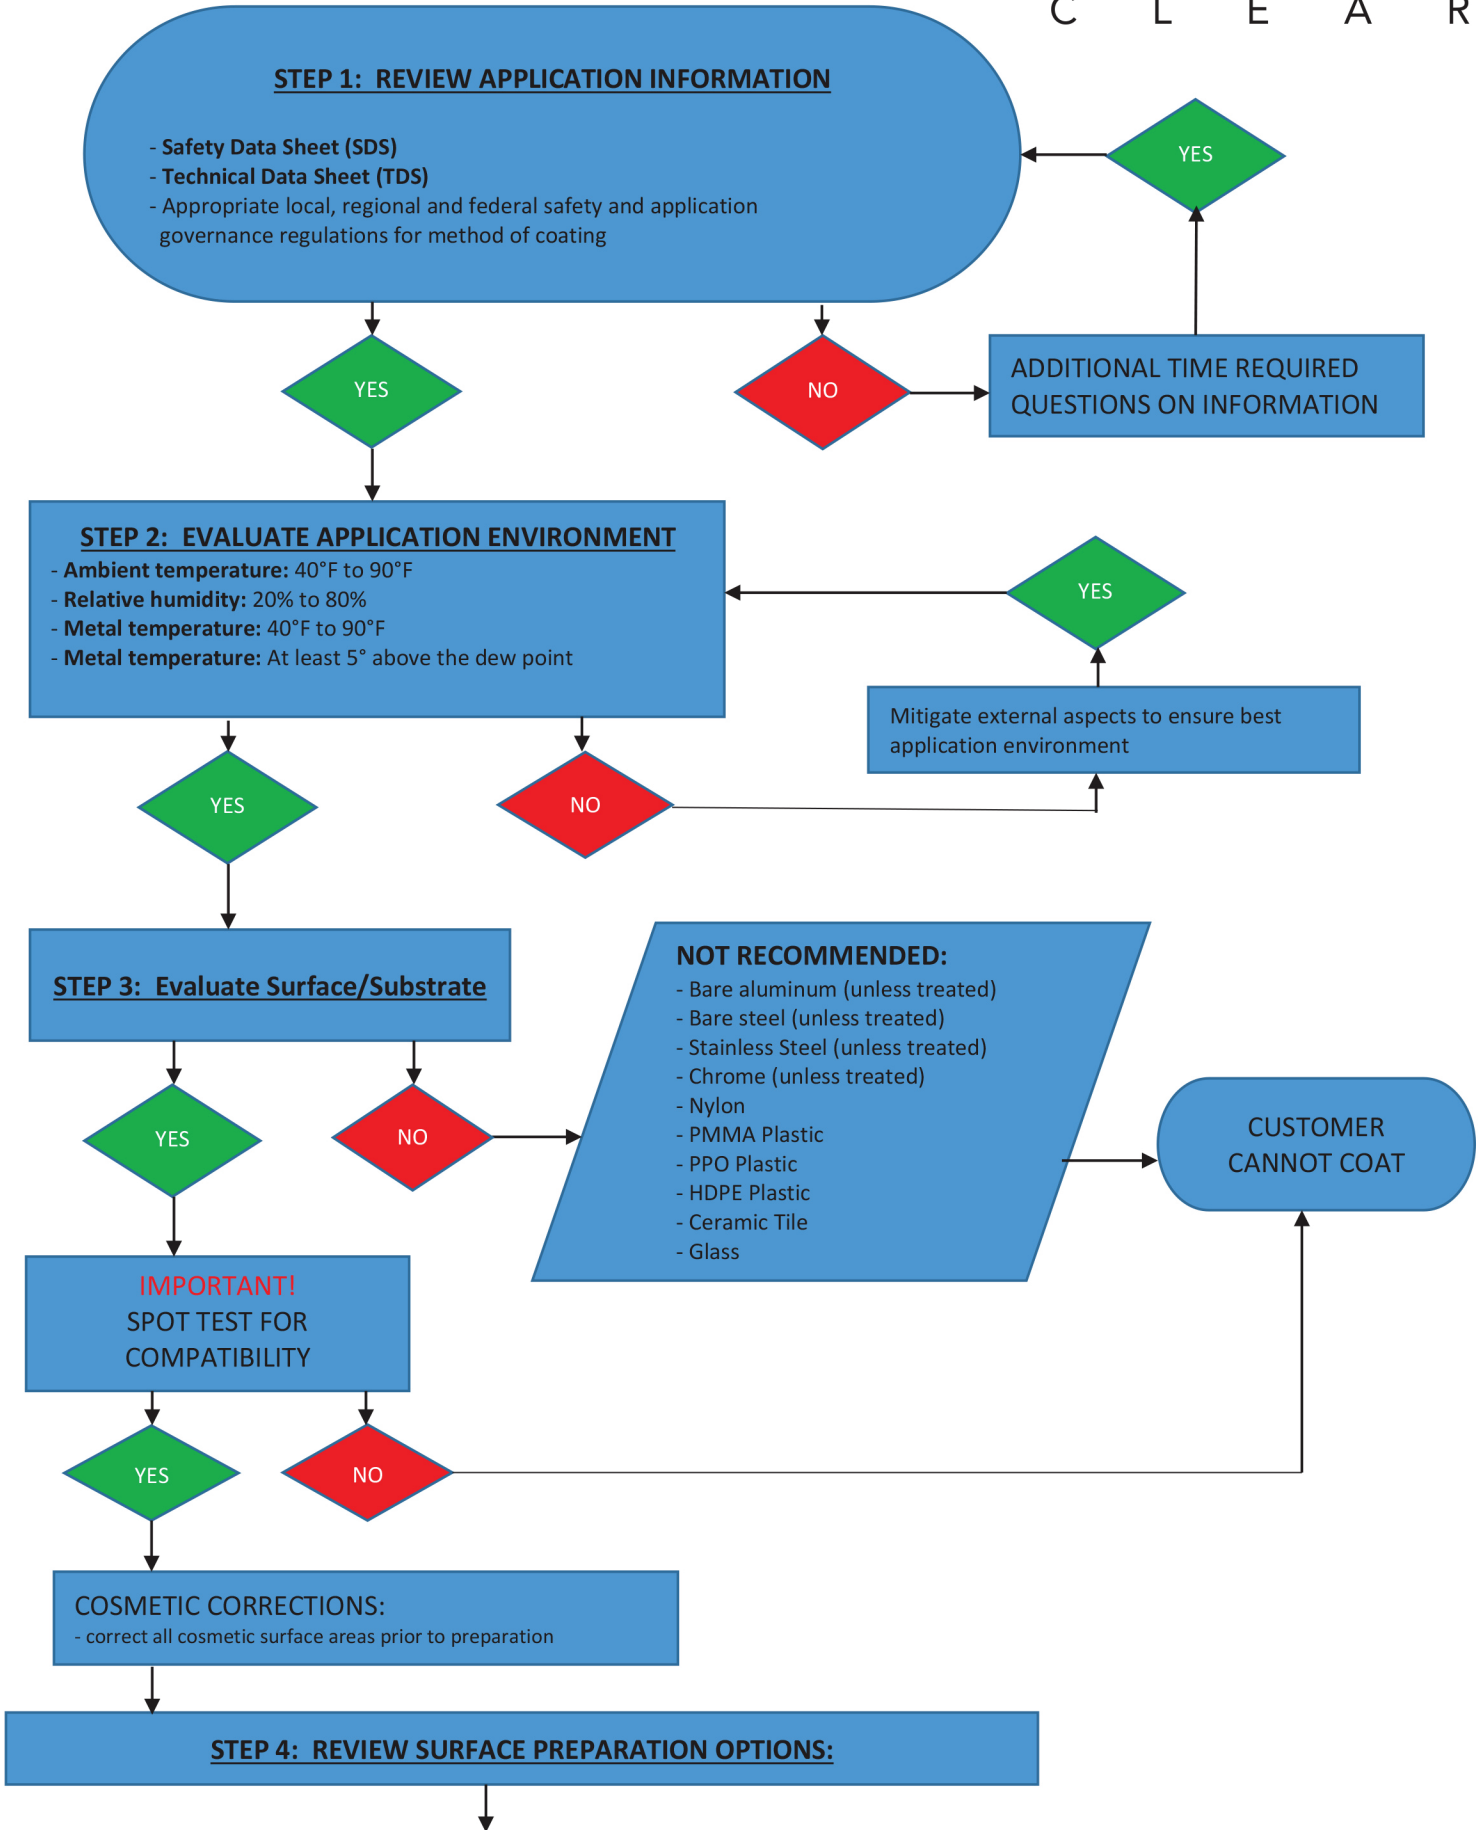 C L E A R
STEP 1: REVIEW APPLICATION INFORMATION
- Safety Data Sheet (SDS)
- Technical Data Sheet (TDS)
- Appropriate local, regional and federal safety and application
governance regulations for method of coating
YES
YES
NO
ADDITIONAL TIME REQUIRED
QUESTIONS ON INFORMATION
STEP 2: EVALUATE APPLICATION ENVIRONMENT
- Ambient temperature: 40°F to 90°F
- Relative humidity: 20% to 80%
- Metal temperature: 40°F to 90°F
- Metal temperature: At least 5° above the dew point
YES
Mitigate external aspects to ensure best
application environment
YES
NO
STEP 3: Evaluate Surface/Substrate
NOT RECOMMENDED:
- Bare aluminum (unless treated)
- Bare steel (unless treated)
- Stainless Steel (unless treated)
- Chrome (unless treated)
- Nylon
- PMMA Plastic
- PPO Plastic
- HDPE Plastic
- Ceramic Tile
- Glass
YES
NO
CUSTOMER
CANNOT COAT
IMPORTANT!
SPOT TEST FOR
COMPATIBILITY
YES
NO
COSMETIC CORRECTIONS:
- correct all cosmetic surface areas prior to preparation
STEP 4: REVIEW SURFACE PREPARATION OPTIONS: